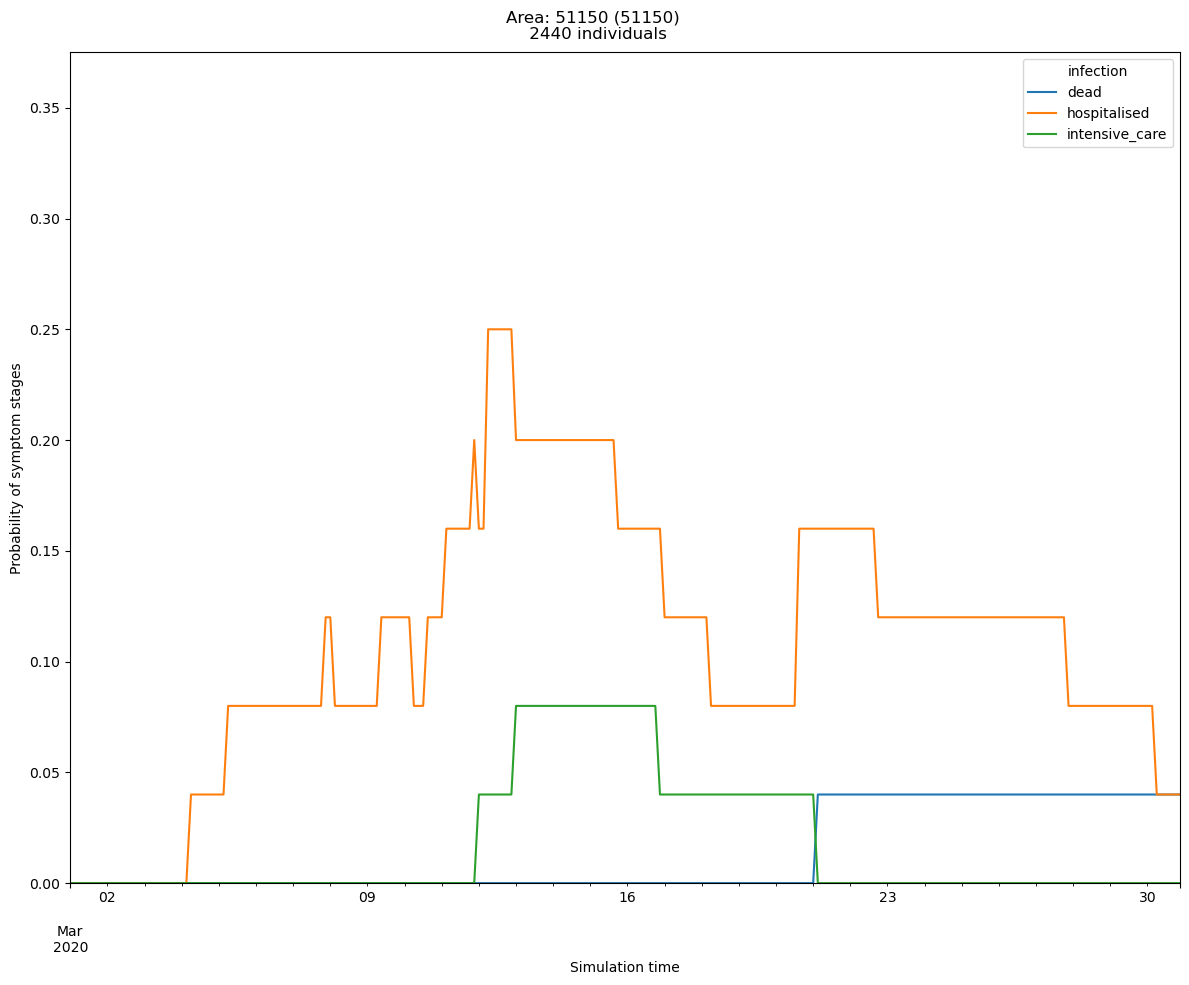 Area: 51150 (51150)
2440 individuals
infection
dead
hospitalised
intensive_care
Probability of symptom stages
0.35
0.30
0.25
0.20
0.15
0.10
0.05
0.00
02
09
16
23
30
Mar
2020
Simulation time